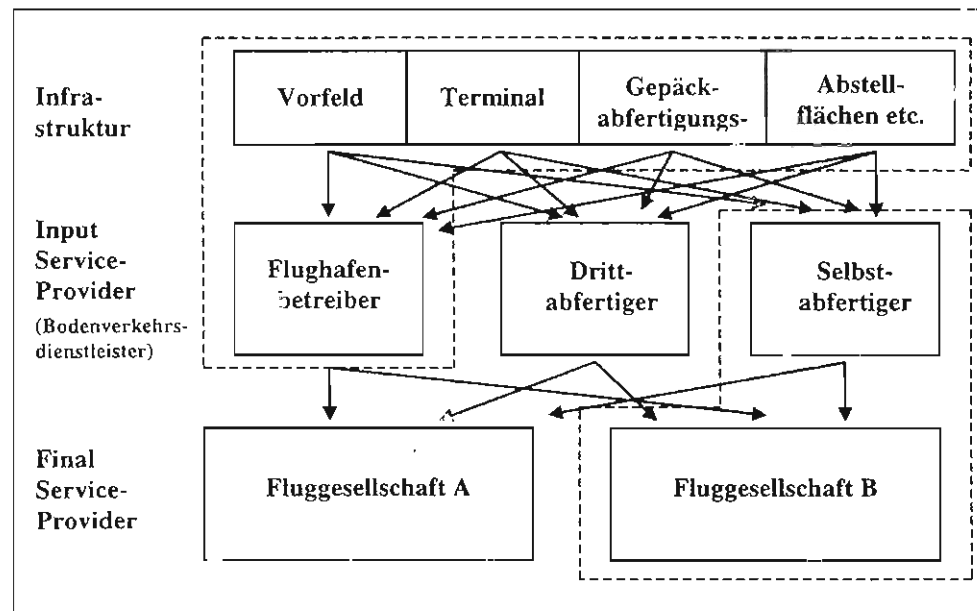 Infra-
struktur
Vorfeld
Terminal
Gepäck-
abfertigungs-
Abstell-
flächen etc.
Input
Service-
Provider
(Bodenverkehrs-
dienstleister)
Flughafen-
betreiber
Dritt-
abfertiger
Selbst-
abfertiger
Final
Service-
Provider
Fluggesellschaft A
Fluggesellschaft B